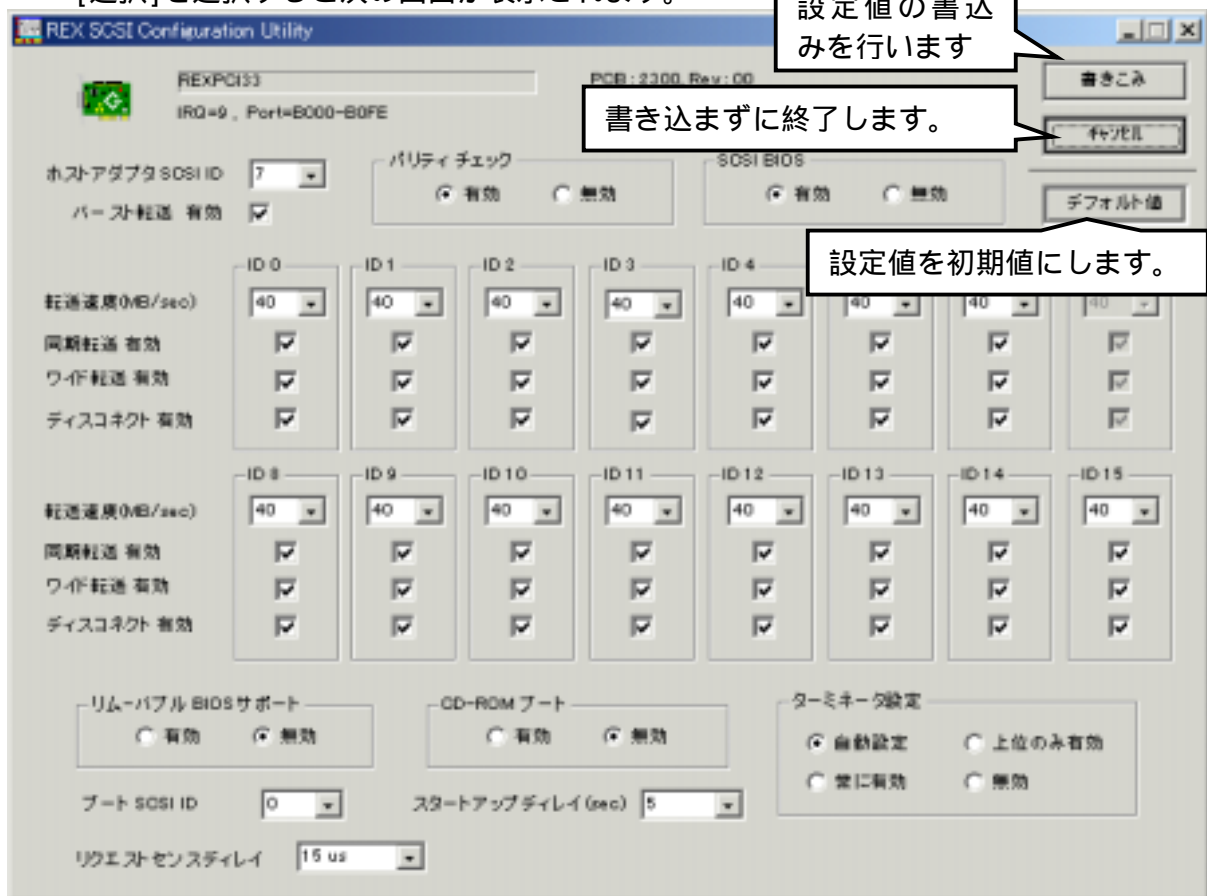 [選択]を選択すると次の画面が表示されます。
設定値の書込
みを行います
REX SCSI Configuration Utility
REXPCI33
PCB : 2300, Rev : 00
書きこみ
IRQ=9 , Port=B000-B0FE
書き込まずに終了します。
キャンセル
ホストアダプタ SCSI ID 7
パリティ チェック
有効 無効
SCSI BIOS
有効 無効
バースト転送 有効
デフォルト値
設定値を初期値にします。
ID 0 ID 1 ID 2 ID 3 ID 4
転送速度(MB/sec) 40 40 40 40 40 40 40 40
同期転送 有効
ワイド転送 有効
ディスコネクト 有効
ID 8 ID 9 ID 10 ID 11 ID 12 ID 13 ID 14 ID 15
転送速度(MB/sec) 40 40 40 40 40 40 40 40
同期転送 有効
ワイド転送 有効
ディスコネクト 有効
リムーバブル BIOS サポート
有効 無効
CD-ROM ブート
有効 無効
ターミネータ設定
自動設定 上位のみ有効
常に有効 無効
ブート SCSI ID 0
スタートアップディレイ (sec) 5
リクエストセンスディレイ 15 us